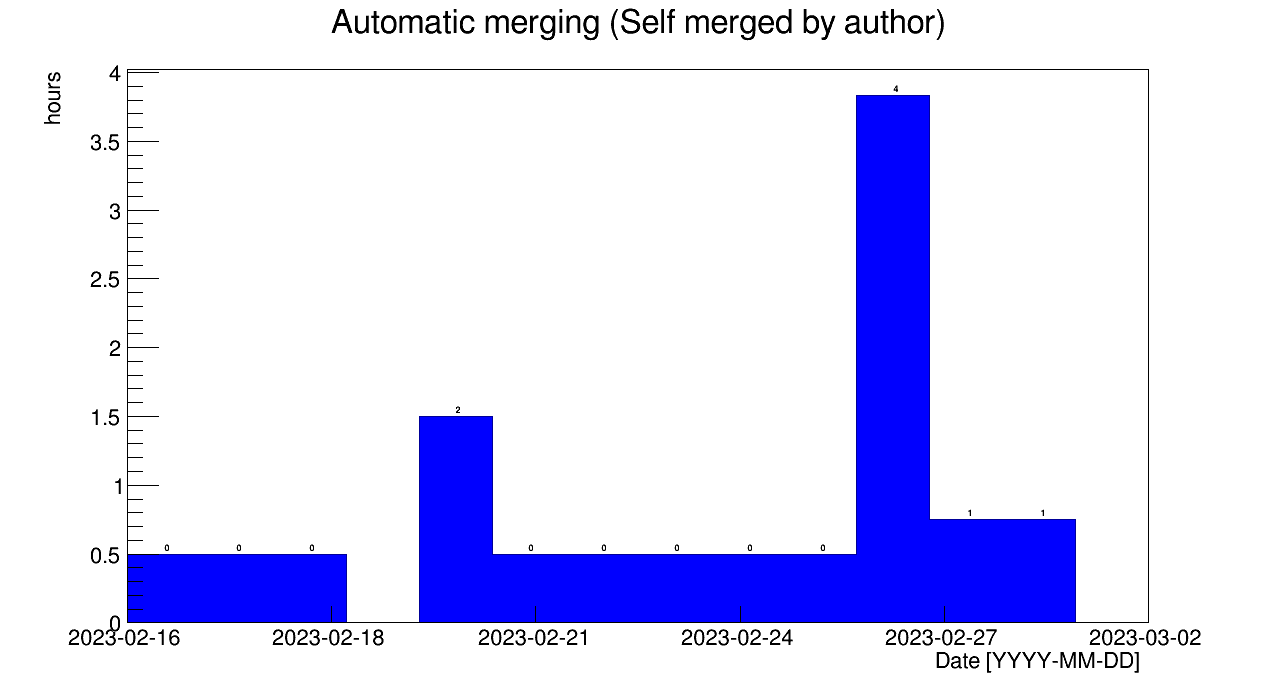 Automatic merging (Self merged by author)
hours
4
3.5
3
2.5
2
1.5
1
0.5
0
0 0 0 2 0 0 0 0 0 4 1 1
2023-02-16 2023-02-18 2023-02-21 2023-02-24 2023-02-27 2023-03-02
Date [YYYY-MM-DD]